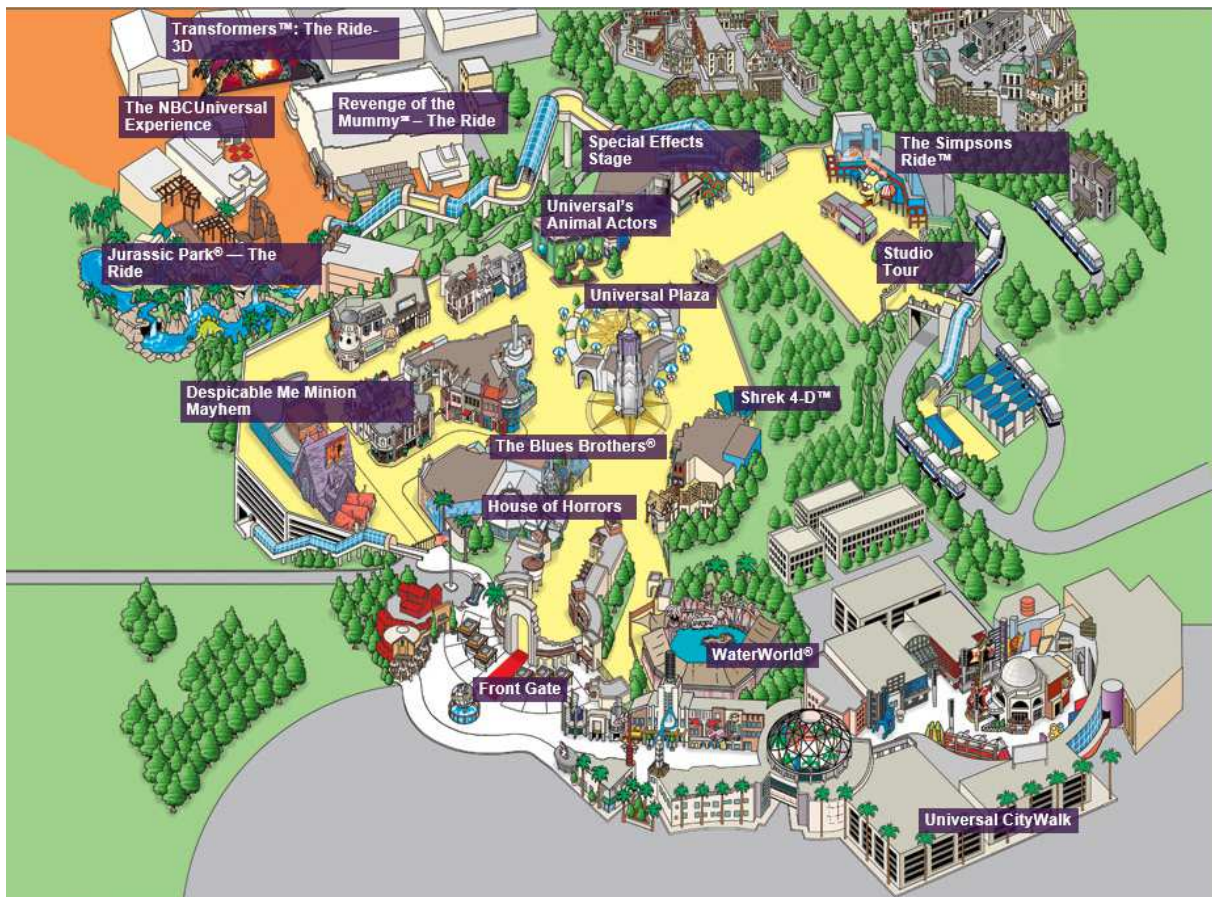 Transformers™: The Ride-
3D
The NBCUniversal
Experience
Revenge of the
Mummy℠ – The Ride
Special Effects
Stage
The Simpsons
Ride™
Universal's
Animal Actors
Jurassic Park® — The
Ride
Studio
Tour
Universal Plaza
Despicable Me Minion
Mayhem
Shrek 4-D™
The Blues Brothers®
House of Horrors
WaterWorld®
Front Gate
Universal CityWalk